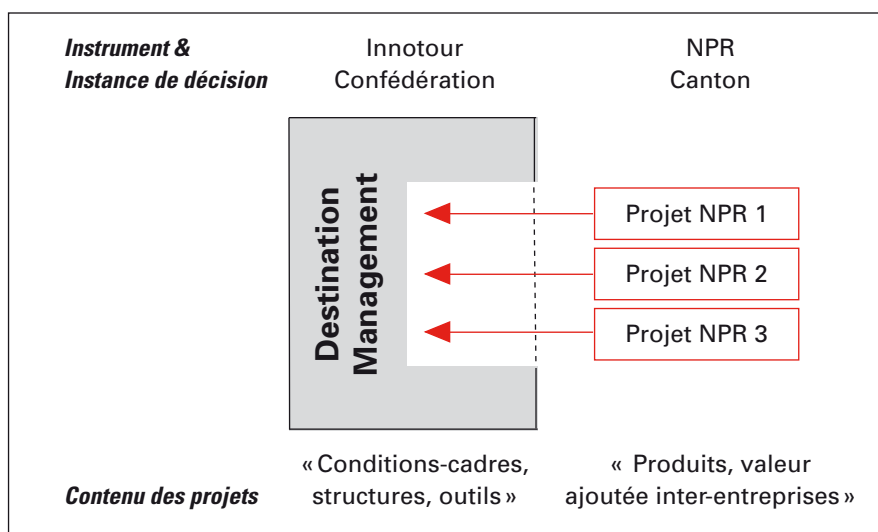 Instrument &
Instance de décision
Innotour
Confédération
NPR
Canton
Destination
Management
Projet NPR 1
Projet NPR 2
Projet NPR 3
Contenu des projets
« Conditions-cadres,
structures, outils »
« Produits, valeur
ajoutée inter-entreprises »